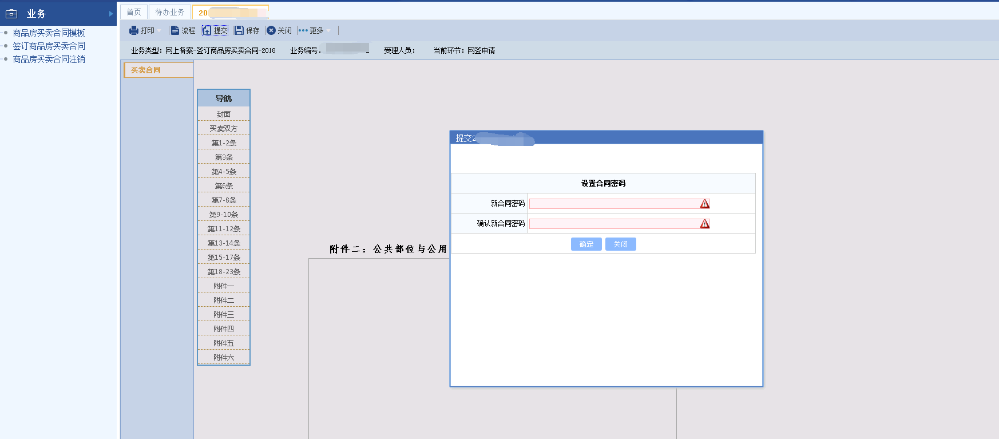 业务
商品房买卖合同模板
签订商品房买卖合同
商品房买卖合同注销
首页
待办业务
20
打印
流程
提交
保存
关闭
更多
业务类型：网上备案-签订商品房买卖合同-2018 业务编号 受理人员： 当前环节：网签申请
买卖合同
导航
封面
买卖双方
第1-2条
第3条
第4-5条
第6条
第7-8条
第9-10条
第11-12条
第13-14条
第15-17条
第18-23条
附件一
附件二
附件三
附件四
附件五
附件六
附件二：公共部位与公用
提交2
设置合同密码
新合同密码
确认新合同密码
确定
关闭